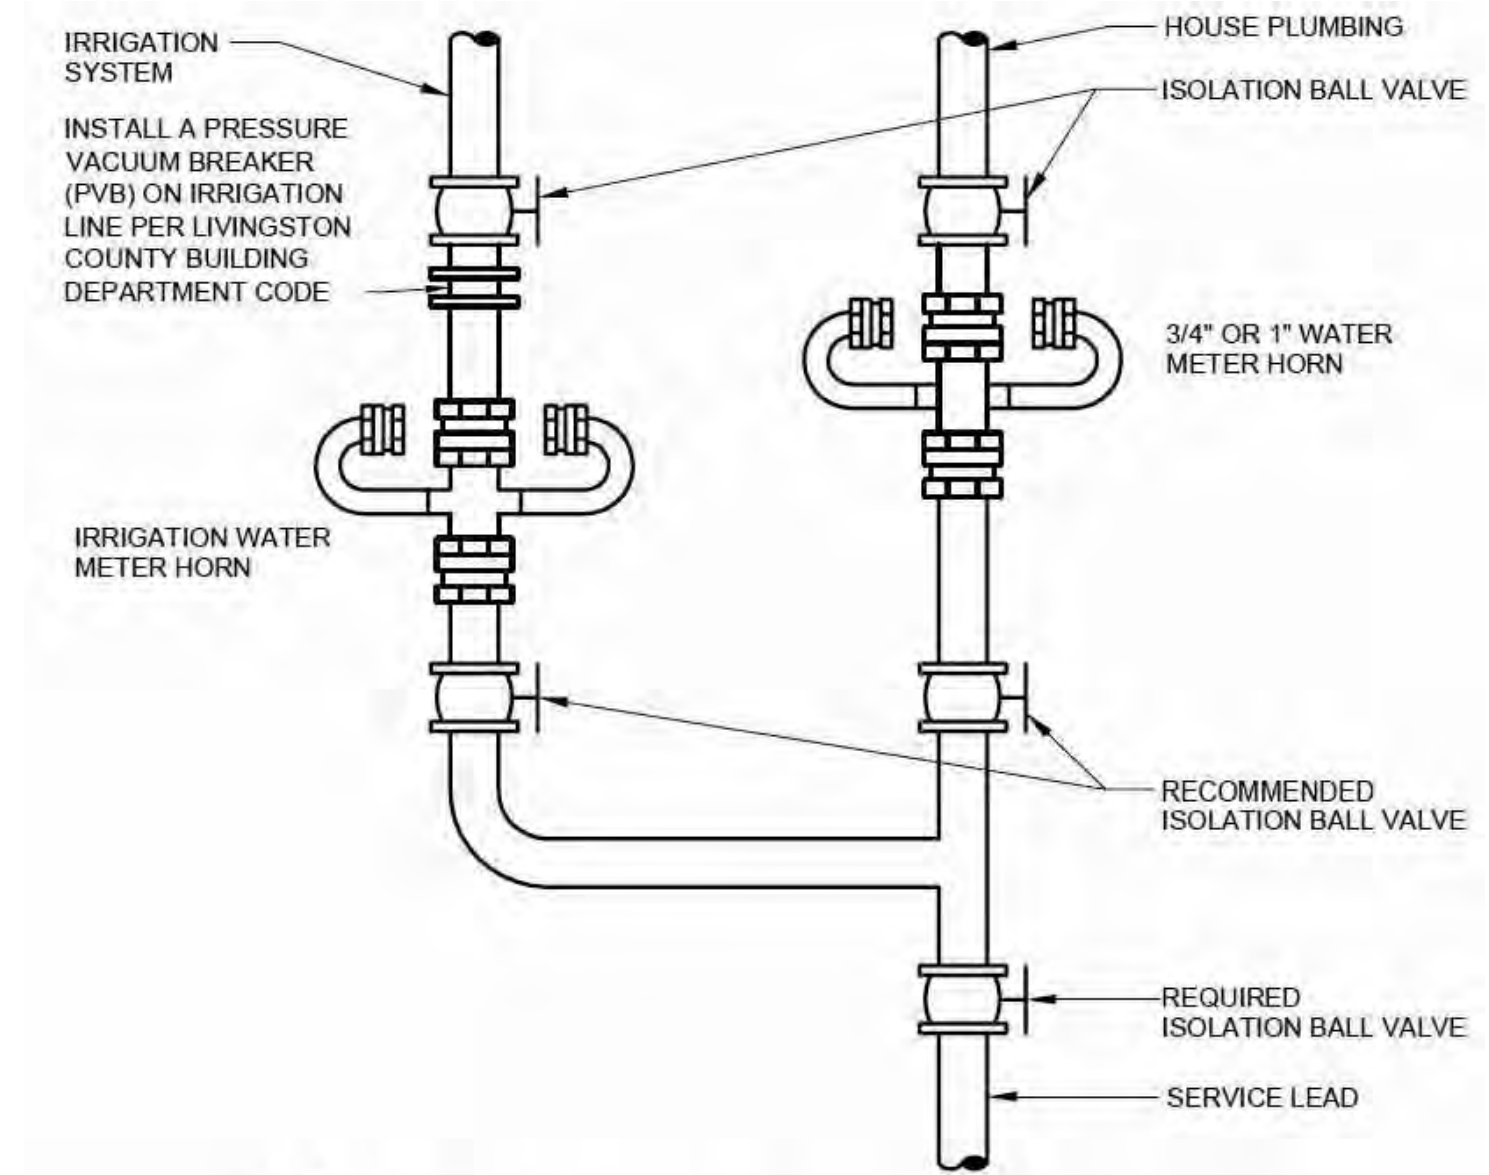 IRRIGATION
SYSTEM
INSTALL A PRESSURE
VACUUM BREAKER
(PVB) ON IRRIGATION
LINE PER LIVINGSTON
COUNTY BUILDING
DEPARTMENT CODE
IRRIGATION WATER
METER HORN
HOUSE PLUMBING
ISOLATION BALL VALVE
3/4" OR 1" WATER
METER HORN
RECOMMENDED
ISOLATION BALL VALVE
REQUIRED
ISOLATION BALL VALVE
SERVICE LEAD